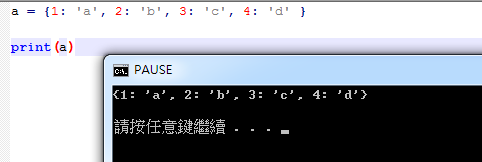 a = {1: 'a', 2: 'b', 3: 'c', 4: 'd' }
print(a)
C:\. PAUSE
{1: 'a', 2: 'b', 3: 'c', 4: 'd'}
請按任意鍵繼續 . . .